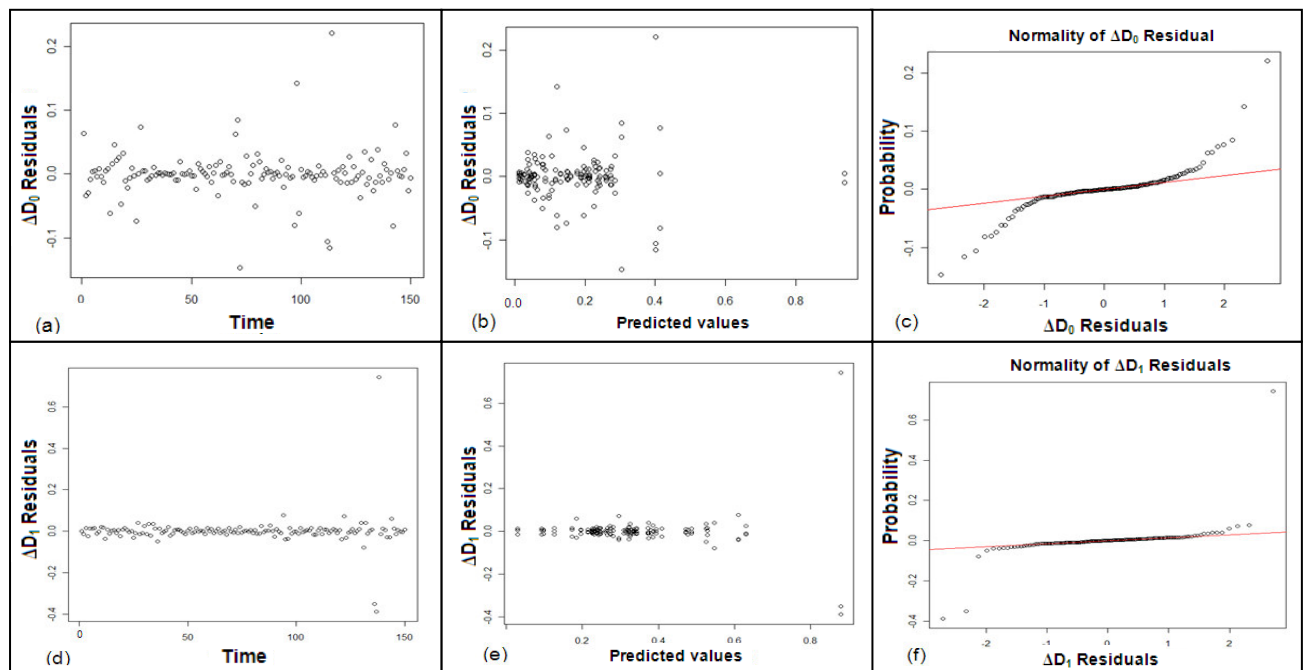 ΔD₀ Residuals
0.2
0.1
0.0
-0.1
0 50 100 150
(a) Time
ΔD₀ Residuals
0.2
0.1
0.0
-0.1
0.0 0.2 0.4 0.6 0.8
(b) Predicted values
Normality of ΔD₀ Residual
Probability
0.2
0.1
0.0
-0.1
-2 -1 0 1 2
(c) ΔD₀ Residuals
ΔD₁ Residuals
0.6
0.4
0.2
0.0
-0.2
-0.4
0 50 100 150
(d) Time
ΔD₁ Residuals
0.6
0.4
0.2
0.0
-0.2
-0.4
0.0 0.2 0.4 0.6 0.8
(e) Predicted values
Normality of ΔD₁ Residuals
Probability
0.6
0.4
0.2
0.0
-0.2
-0.4
-2 -1 0 1 2
(f) ΔD₁ Residuals